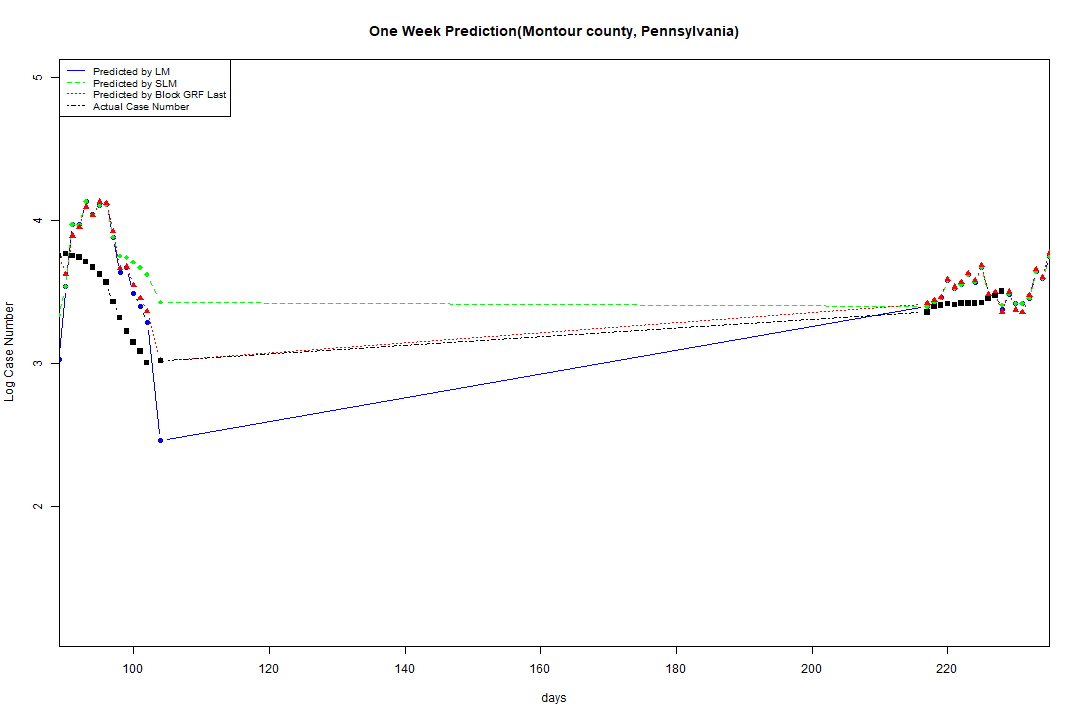 One Week Prediction(Montour county, Pennsylvania)
Predicted by LM
Predicted by SLM
Predicted by Block GRF Last
Actual Case Number
5
4
3
2
Log Case Number
100 120 140 160 180 200 220
days